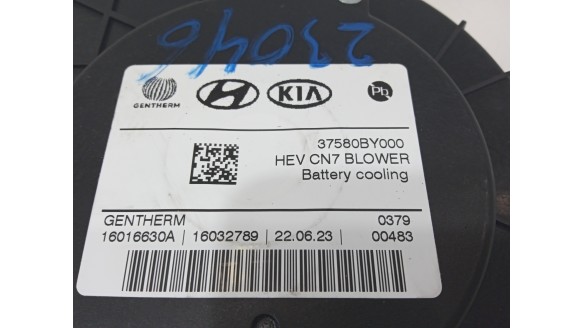 23046
GENTHERM
KIA
Pb
37580BY000
HEV CN7 BLOWER
Battery cooling
GENTHERM 0379
16016630A | 16032789 | 22.06.23 | 00483